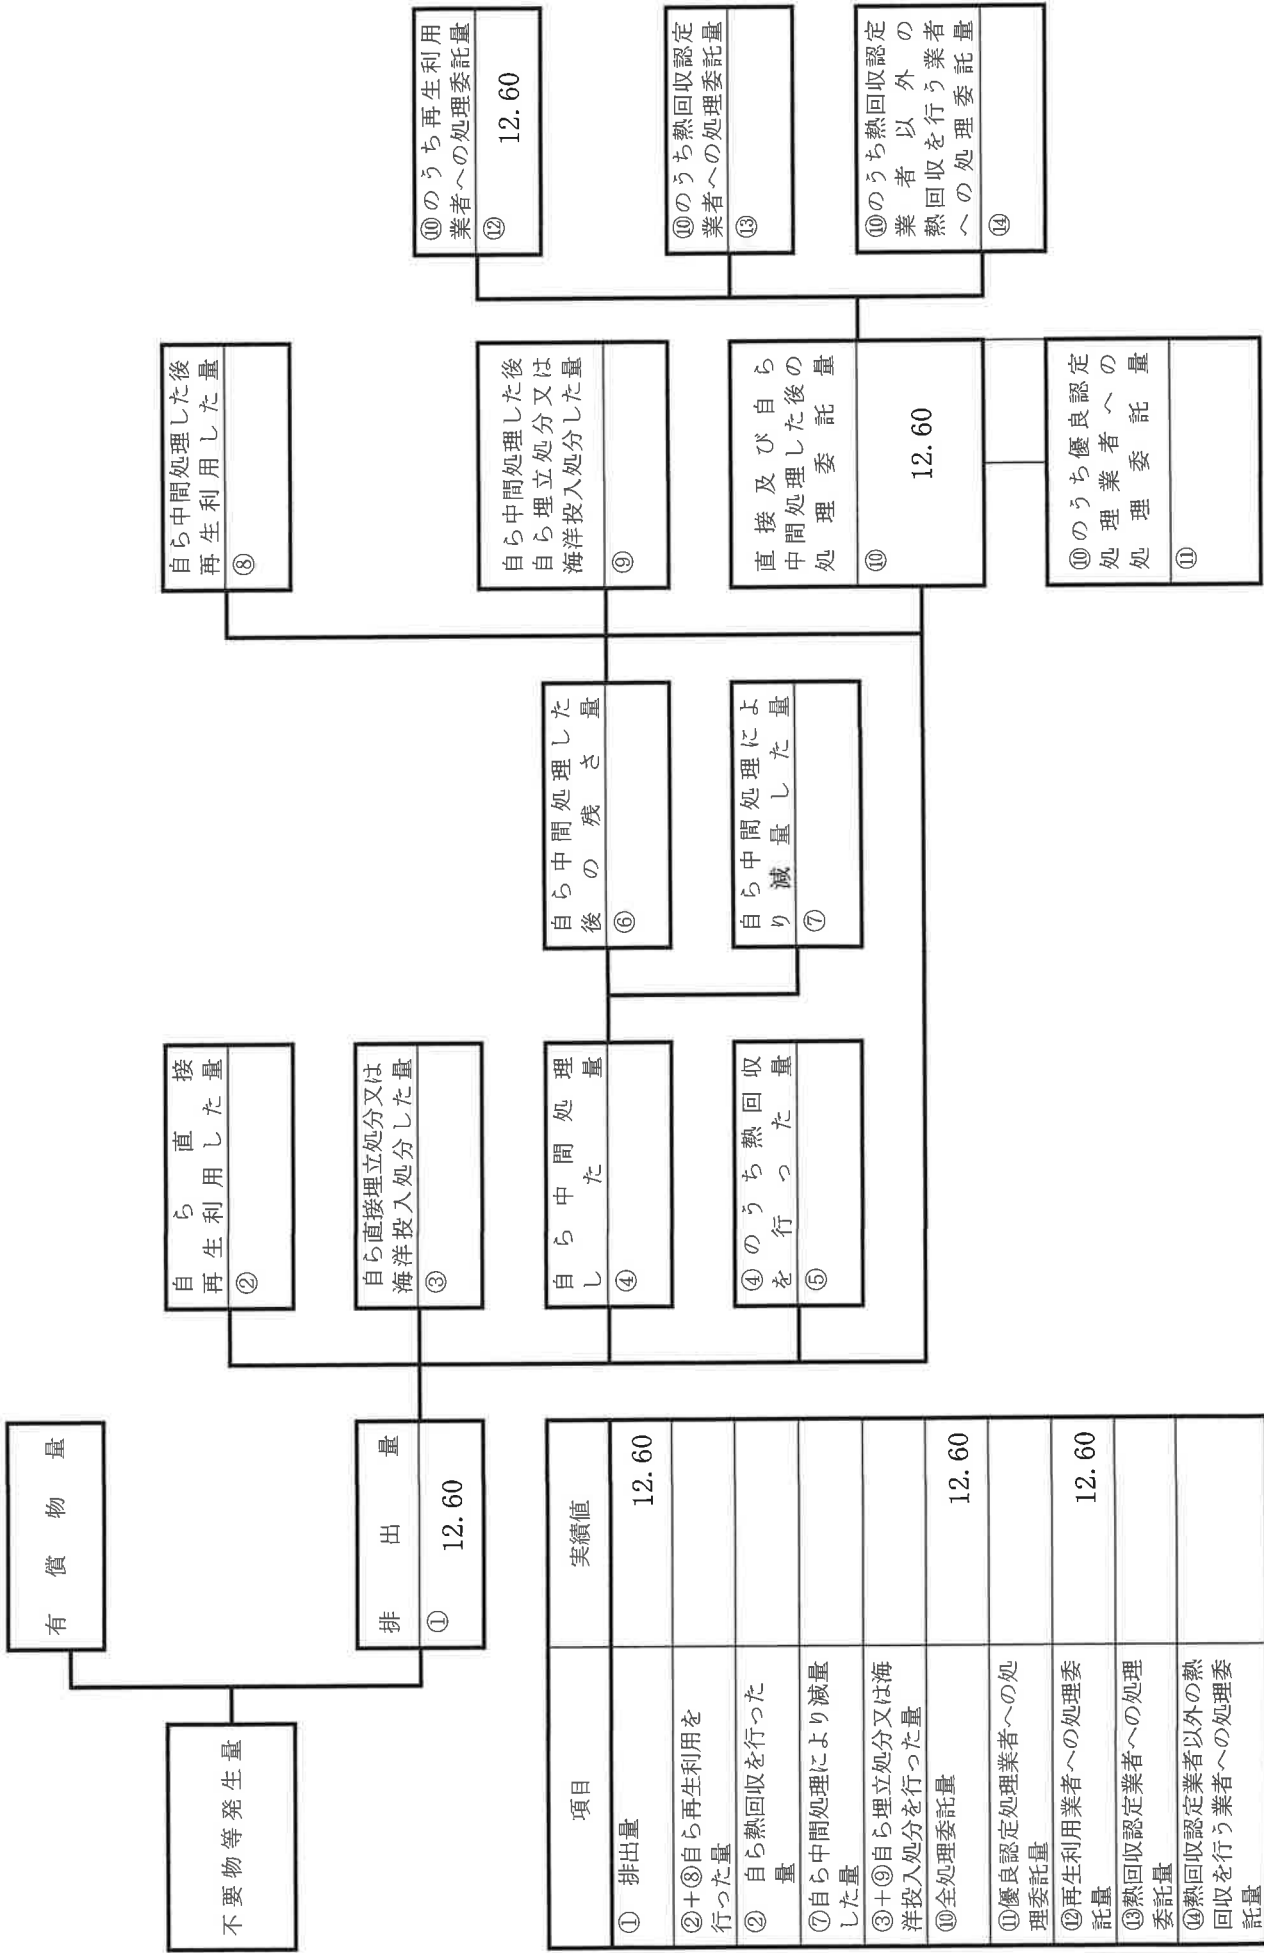 不要物等発生量
有償物量
排出量
①
12.60
自ら直接
再生利用した量
②
自ら直接埋立処分又は
海洋投入処分した量
③
自ら中間処理
した量
④
④のうち熱回収
を行った量
⑤
自ら中間処理した
後の残さ量
⑥
自ら中間処理によ
り減量した量
⑦
自ら中間処理した後
再生利用した量
⑧
自ら中間処理した後
自ら埋立処分又は
海洋投入処分した量
⑨
直接及び自ら
中間処理した後の
処理委託量
⑩
12.60
⑩のうち優良認定
処理業者への
処理委託量
⑪
⑩のうち再生利用
業者への処理委託量
⑫
12.60
⑩のうち熱回収認定
業者への処理委託量
⑬
⑩のうち熱回収認定
業者以外の
熱回収を行う業者
への処理委託量
⑭
項目 実績値
① 排出量 12.60
②+⑧自ら再生利用を
行った量
② 自ら熱回収を行った
量
⑦自ら中間処理により減量
した量
③+⑨自ら埋立処分又は海
洋投入処分を行った量
⑩全処理委託量 12.60
⑪優良認定処理業者への処
理委託量
⑫再生利用業者への処理委
託量 12.60
⑬熱回収認定業者への処理
委託量
⑭熱回収認定業者以外の熱
回収を行う業者への処理委
託量